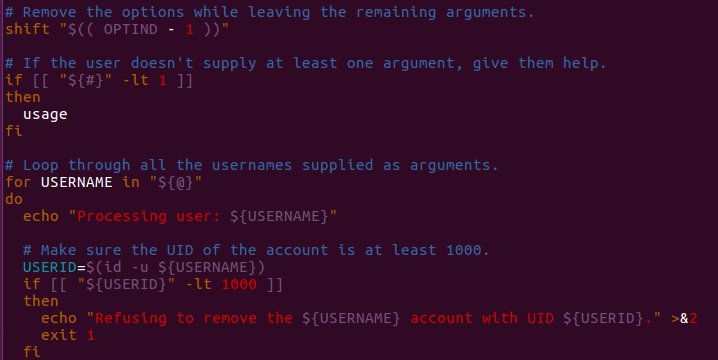 # Remove the options while leaving the remaining arguments.
shift "$(( OPTIND - 1 ))"

# If the user doesn't supply at least one argument, give them help.
if [[ "${#}" -lt 1 ]]
then
  usage
fi

# Loop through all the usernames supplied as arguments.
for USERNAME in "${@}"
do
  echo "Processing user: ${USERNAME}"

  # Make sure the UID of the account is at least 1000.
  USERID=$(id -u ${USERNAME})
  if [[ "${USERID}" -lt 1000 ]]
  then
    echo "Refusing to remove the ${USERNAME} account with UID ${USERID}." >&2
    exit 1
  fi